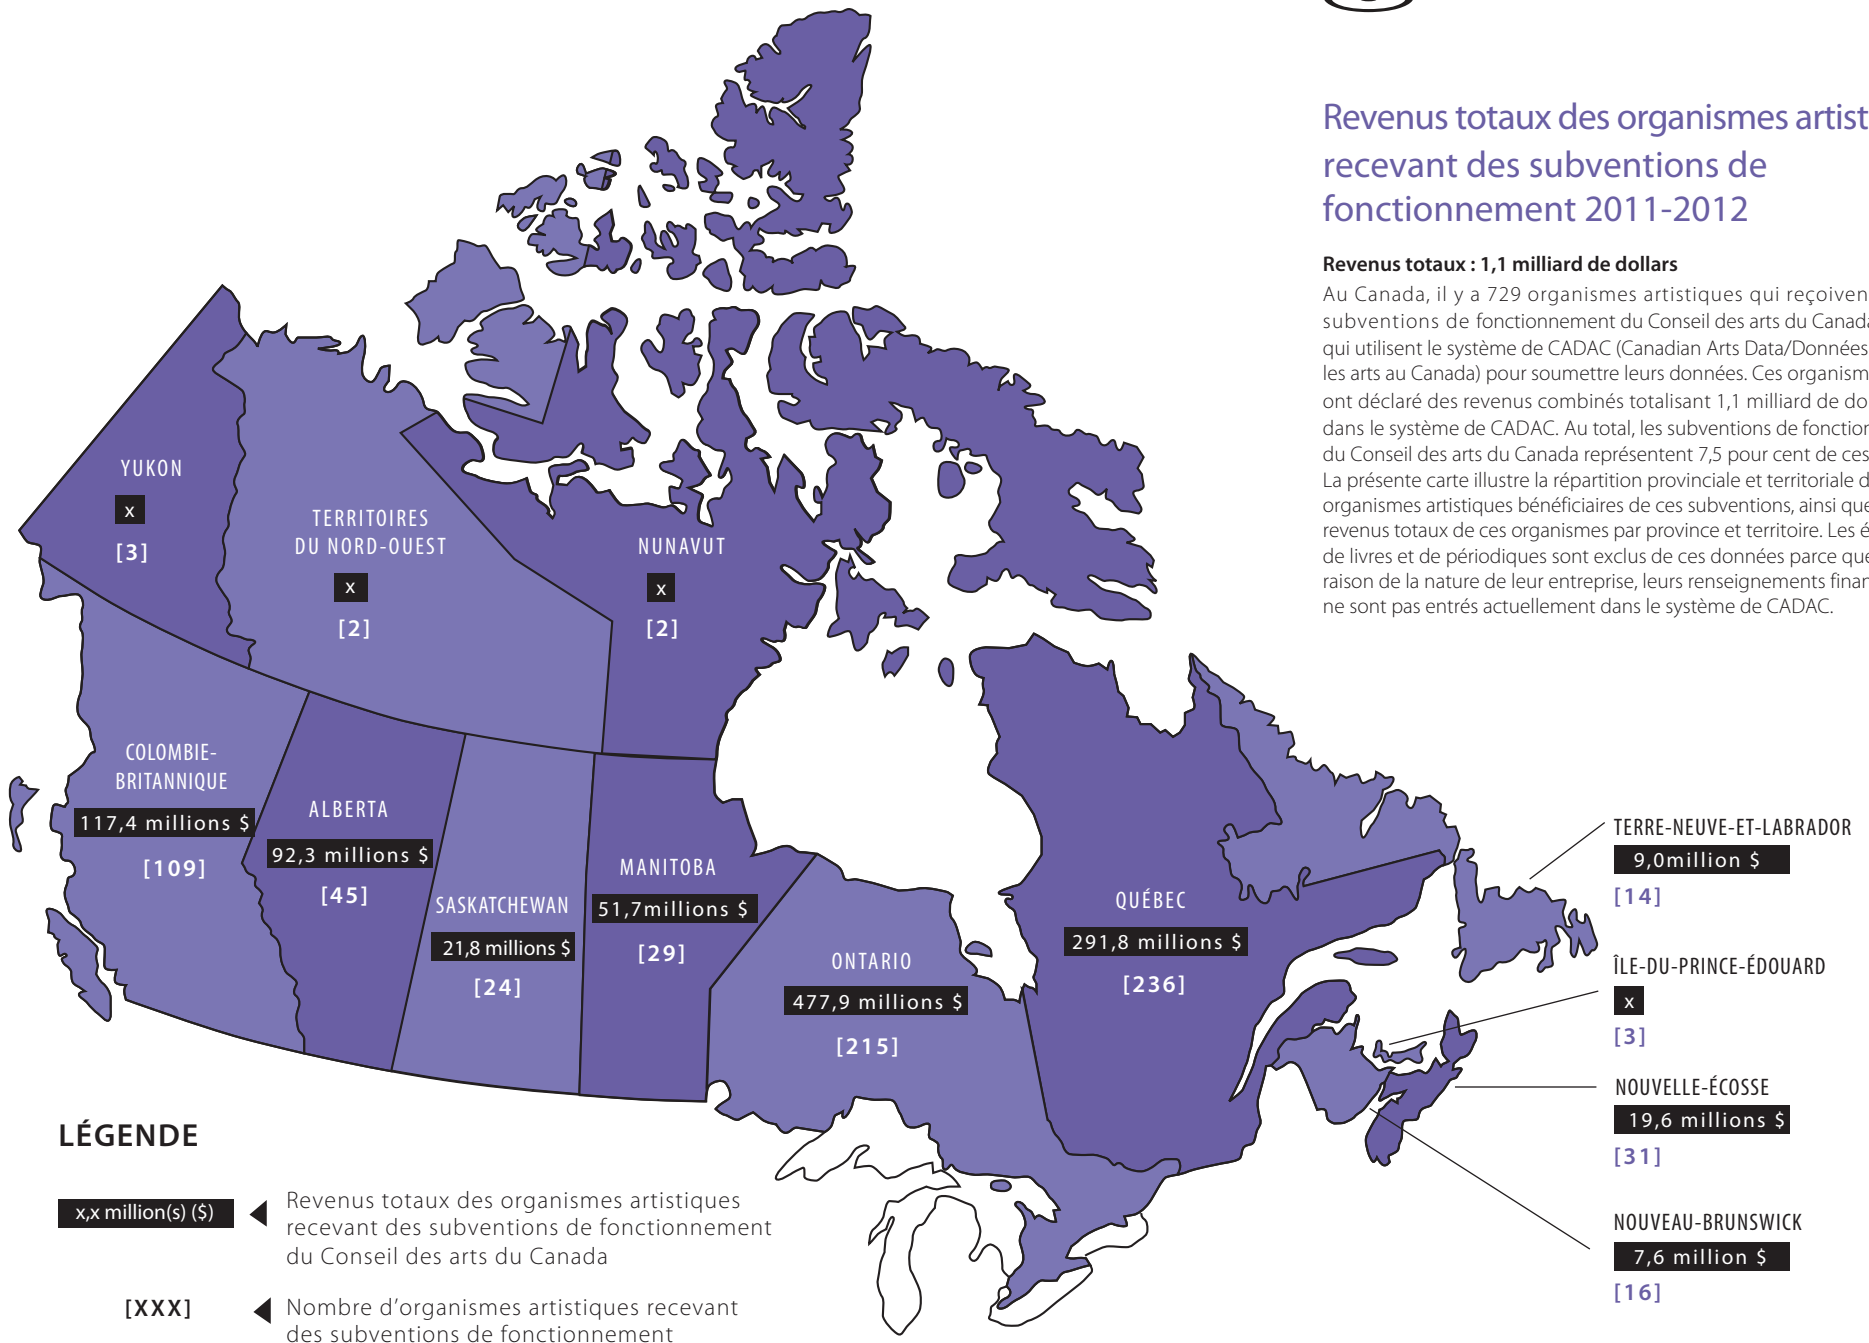 Revenus totaux des organismes artist
recevant des subventions de
fonctionnement 2011-2012
Revenus totaux : 1,1 milliard de dollars
Au Canada, il y a 729 organismes artistiques qui reçoiven
subventions de fonctionnement du Conseil des arts du Canada
qui utilisent le système de CADAC (Canadian Arts Data/Données
les arts au Canada) pour soumettre leurs données. Ces organism
ont déclaré des revenus combinés totalisant 1,1 milliard de do
dans le système de CADAC. Au total, les subventions de fonction
du Conseil des arts du Canada représentent 7,5 pour cent de ces
La présente carte illustre la répartition provinciale et territoriale d
organismes artistiques bénéficiaires de ces subventions, ainsi que
revenus totaux de ces organismes par province et territoire. Les é
de livres et de périodiques sont exclus de ces données parce que
raison de la nature de leur entreprise, leurs renseignements finan
ne sont pas entrés actuellement dans le système de CADAC.
YUKON
x
[3]
TERRITOIRES
DU NORD-OUEST
x
[2]
NUNAVUT
x
[2]
COLOMBIE-
BRITANNIQUE
117,4 millions $
[109]
ALBERTA
92,3 millions $
[45]
SASKATCHEWAN
21,8 millions $
[24]
MANITOBA
51,7millions $
[29]
ONTARIO
477,9 millions $
[215]
QUÉBEC
291,8 millions $
[236]
TERRE-NEUVE-ET-LABRADOR
9,0million $
[14]
ÎLE-DU-PRINCE-ÉDOUARD
x
[3]
NOUVELLE-ÉCOSSE
19,6 millions $
[31]
NOUVEAU-BRUNSWICK
7,6 million $
[16]
LÉGENDE
x,x million(s) ($)
Revenus totaux des organismes artistiques
recevant des subventions de fonctionnement
du Conseil des arts du Canada
[XXX]
Nombre d’organismes artistiques recevant
des subventions de fonctionnement